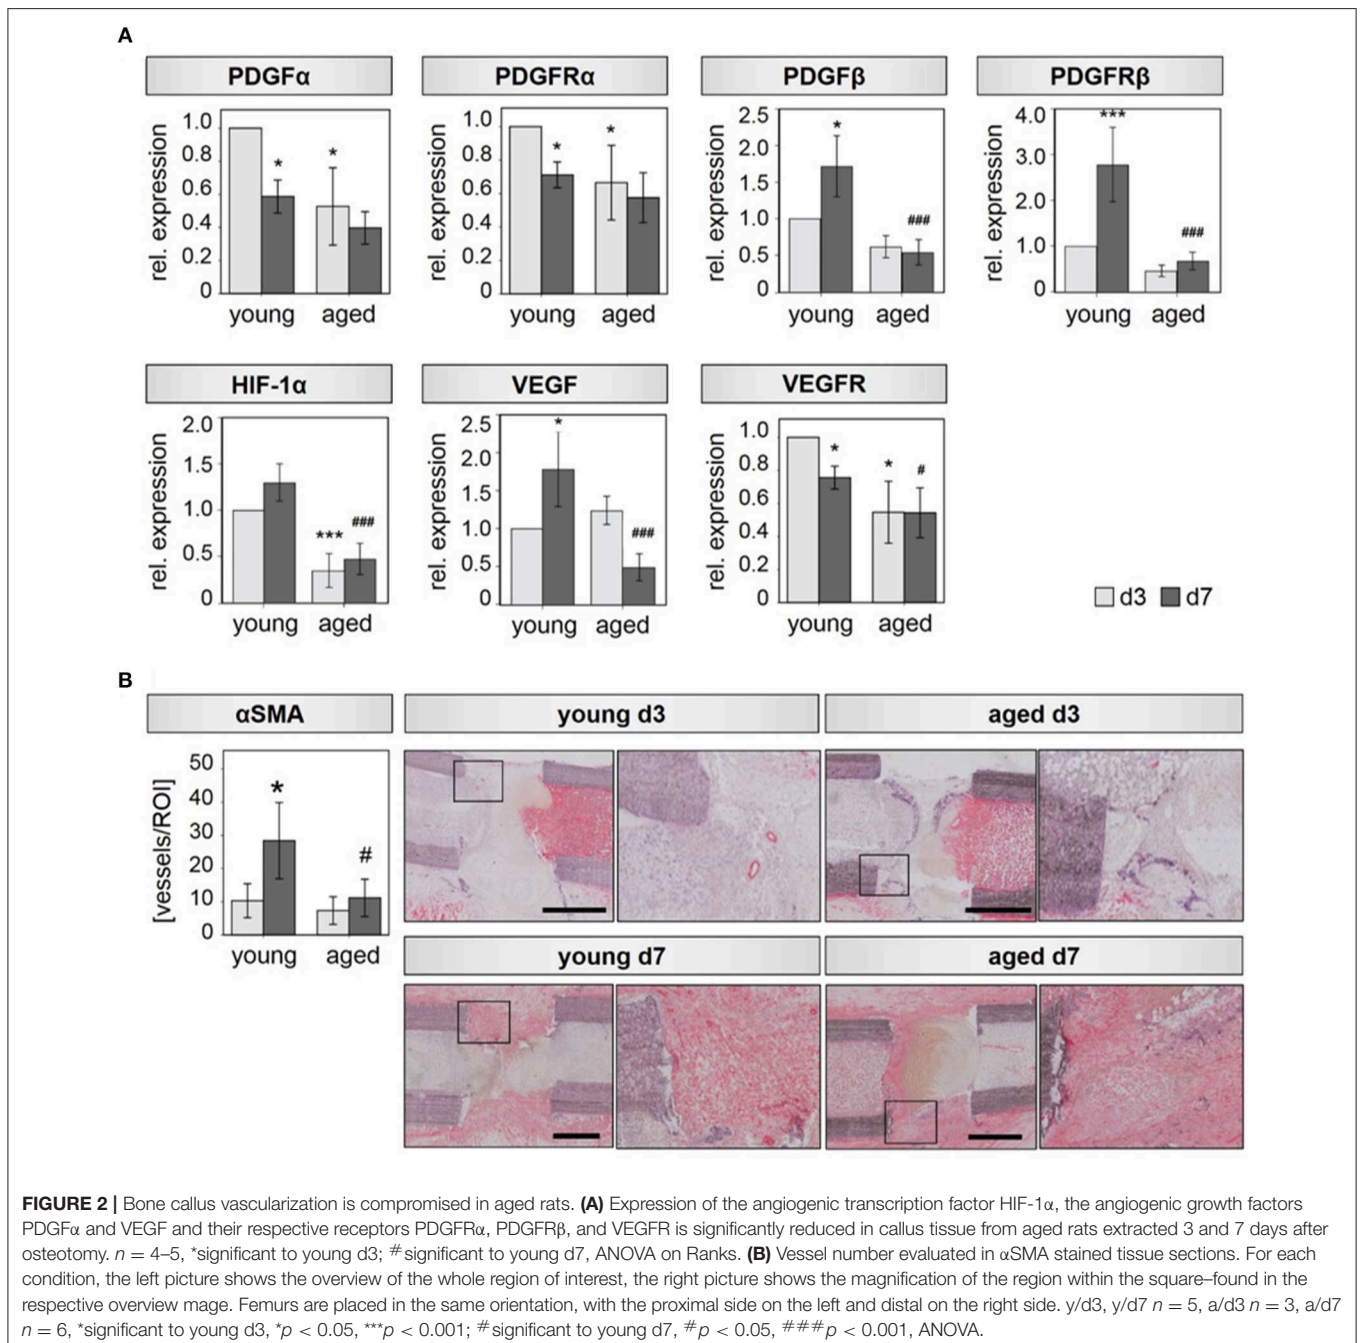 A
PDGFα
PDGFRα
PDGFβ
PDGFRβ
rel. expression
1.0
0.8
0.6
0.4
0.2
0
*
*
young
aged
rel. expression
1.0
0.8
0.6
0.4
0.2
0
*
*
young
aged
rel. expression
2.5
2.0
1.5
1.0
0.5
0
*
###
young
aged
rel. expression
4.0
3.0
2.0
1.0
0
***
###
young
aged
HIF-1α
VEGF
VEGFR
rel. expression
2.0
1.5
1.0
0.5
0
***
###
young
aged
rel. expression
2.5
2.0
1.5
1.0
0.5
0
*
###
young
aged
rel. expression
1.0
0.8
0.6
0.4
0.2
0
*
*
#
young
aged
d3 d7
B
αSMA
young d3
aged d3
[vessels/ROI]
50
40
30
20
10
0
*
#
young
aged
young d7
aged d7
FIGURE 2 | Bone callus vascularization is compromised in aged rats. (A) Expression of the angiogenic transcription factor HIF-1α, the angiogenic growth factors
PDGFα and VEGF and their respective receptors PDGFRα, PDGFRβ, and VEGFR is significantly reduced in callus tissue from aged rats extracted 3 and 7 days after
osteotomy. n = 4–5, *significant to young d3; #significant to young d7, ANOVA on Ranks. (B) Vessel number evaluated in αSMA stained tissue sections. For each
condition, the left picture shows the overview of the whole region of interest, the right picture shows the magnification of the region within the square–found in the
respective overview mage. Femurs are placed in the same orientation, with the proximal side on the left and distal on the right side. y/d3, y/d7 n = 5, a/d3 n = 3, a/d7
n = 6, *significant to young d3, *p < 0.05, ***p < 0.001; #significant to young d7, #p < 0.05, ###p < 0.001, ANOVA.